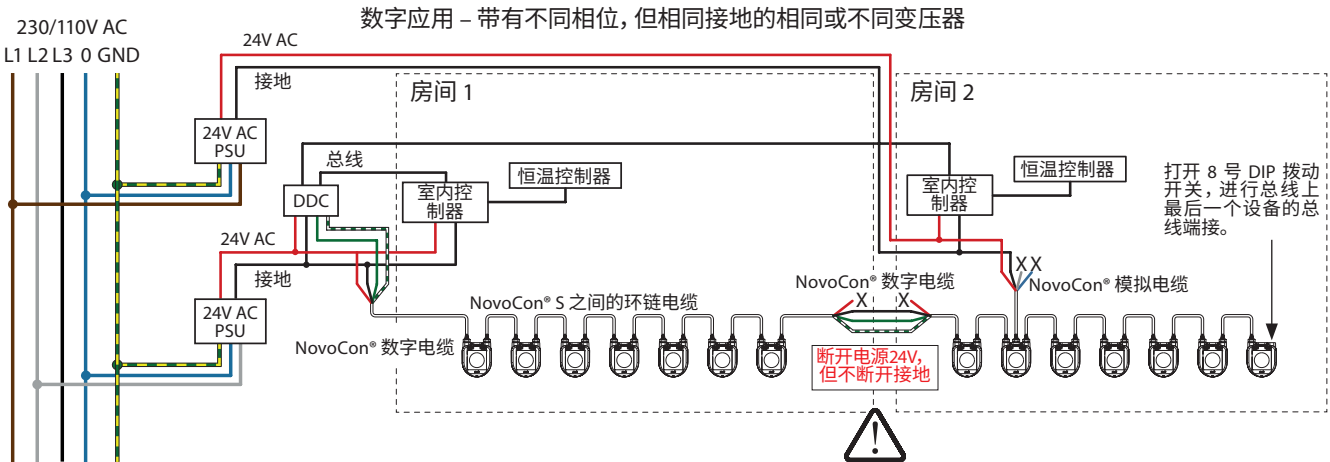 数字应用 – 带有不同相位，但相同接地的相同或不同变压器
230/110V AC
L1 L2 L3 0 GND
24V AC
接地
24V AC
PSU
总线
DDC
24V AC
接地
24V AC
PSU
房间 1
室内控
制器
恒温控制器
NovoCon® S 之间的环链电缆
NovoCon® 数字电缆
NovoCon® 数字电缆
X X
断开电源24V,
但不断开接地
房间 2
室内控
制器
恒温控制器
X X
NovoCon® 模拟电缆
打开 8 号 DIP 拨动
开关，进行总线上
最后一个设备的总
线端接。
!